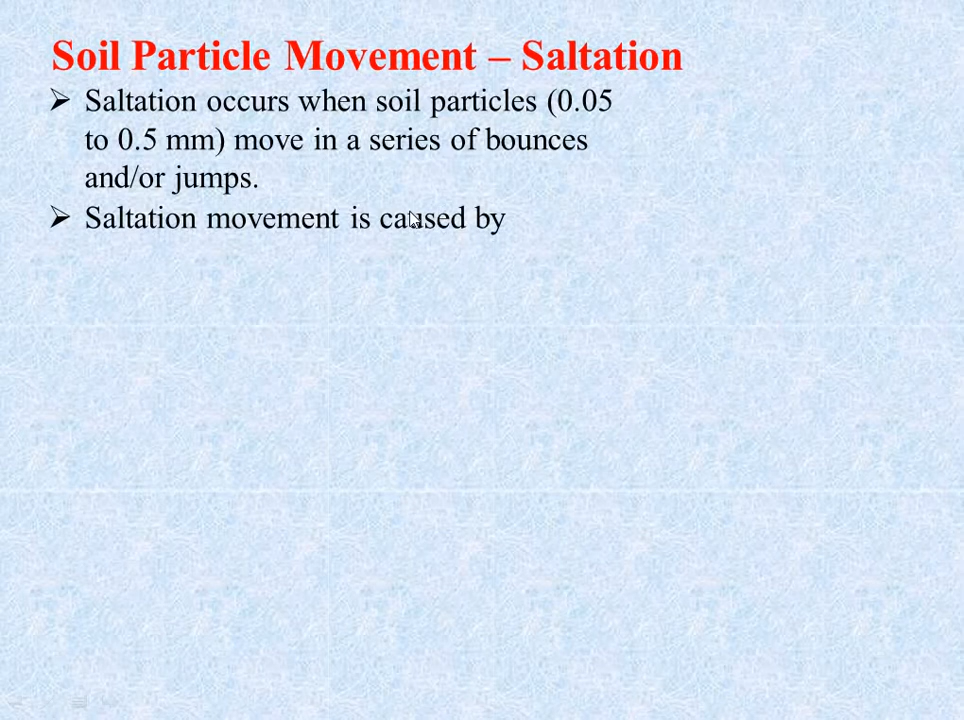 Soil Particle Movement – Saltation
➢ Saltation occurs when soil particles (0.05
to 0.5 mm) move in a series of bounces
and/or jumps.
➢ Saltation movement is caused by